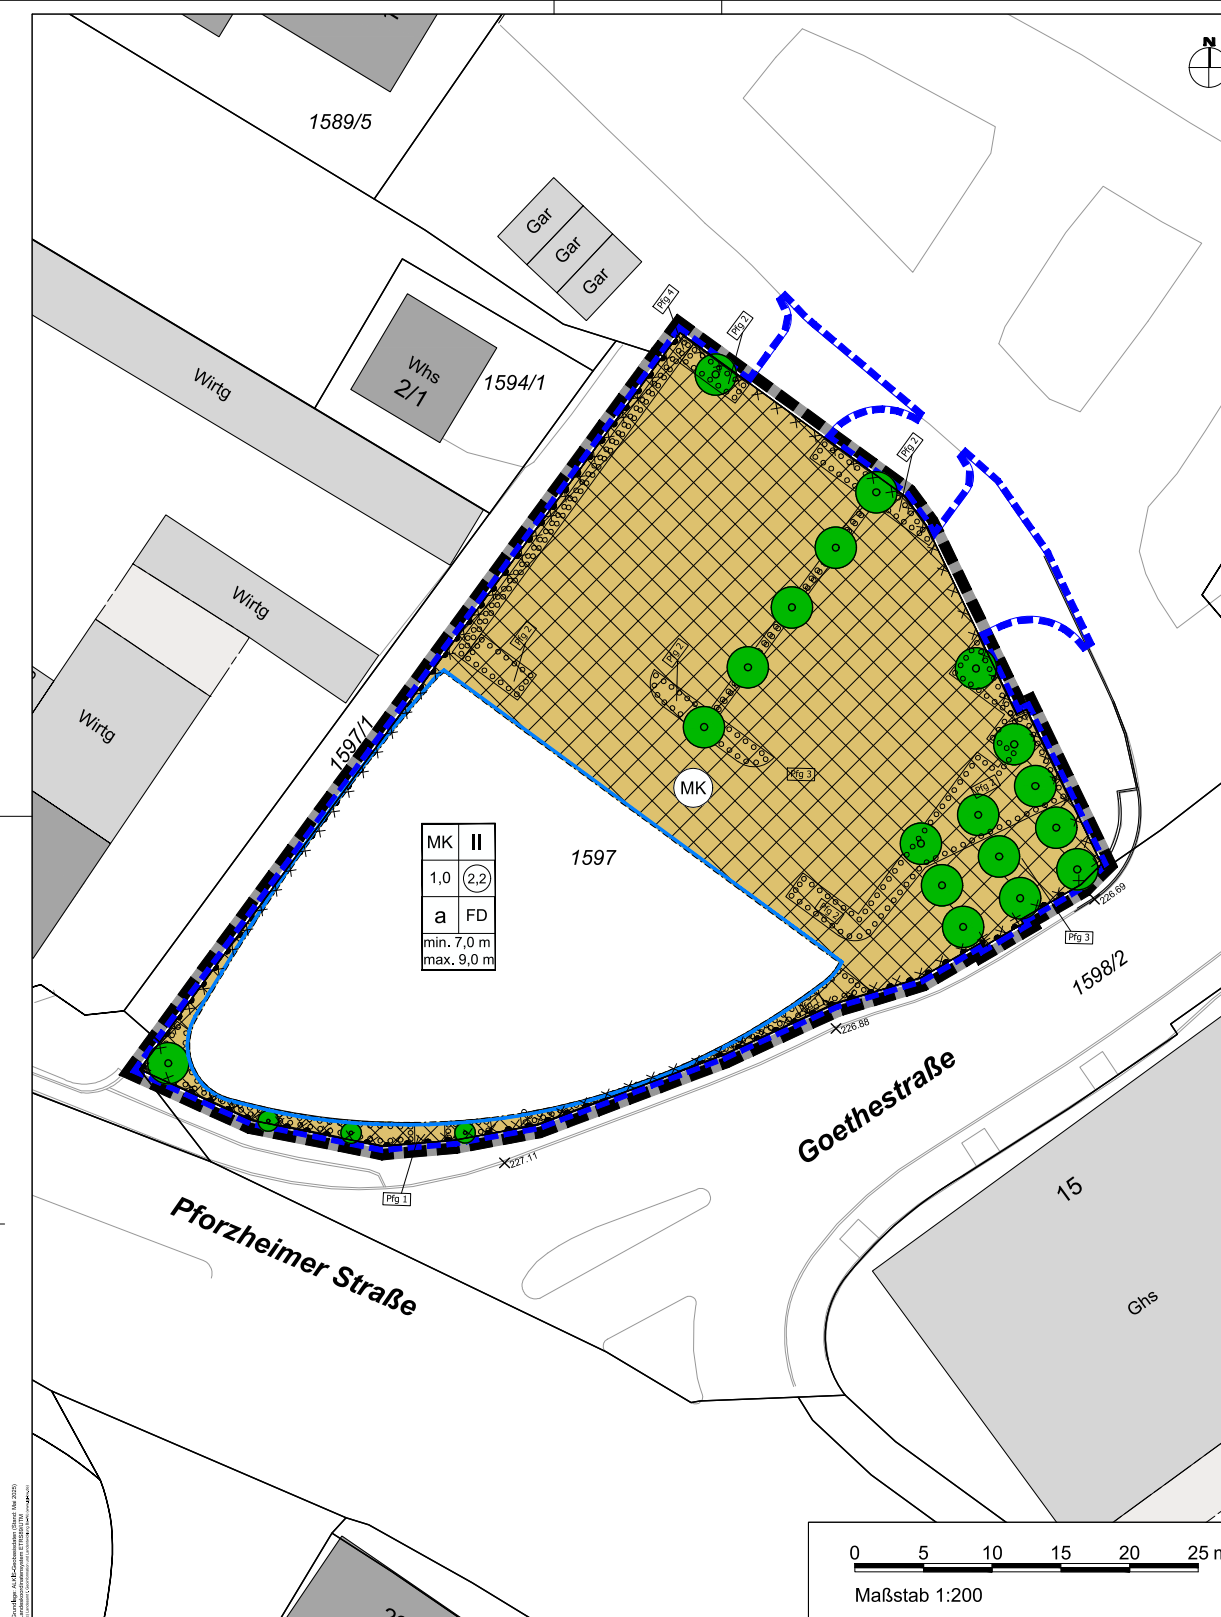 N
1589/5
Gar
Gar
Gar
Pfg 4
Pfg 2
Whs
2/1
1594/1
Wirtg
Pfg 2
Wirtg
Pfg 2
Pfg 2
Wirtg
1597/1
Pfg 3
MK
Pfg 2
MK II
1,0 2,2
a FD
min. 7,0 m
max. 9,0 m
1597
Pfg 2
226.69
Pfg 3
1598/2
226.88
Goethestraße
227.11
Pfg 1
15
Pforzheimer Straße
Ghs
0 5 10 15 20 25
Maßstab 1:200